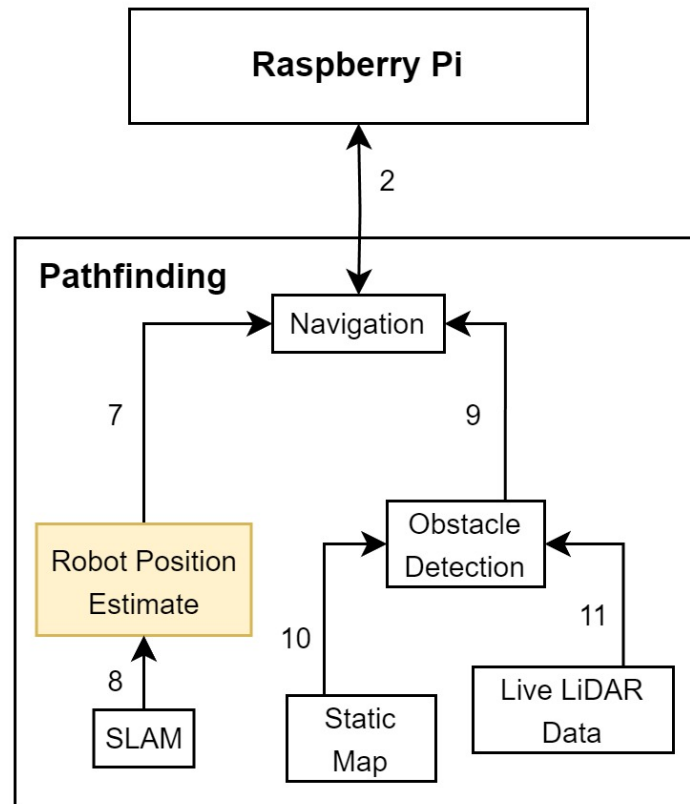 Raspberry Pi
2
Pathfinding
Navigation
7
9
Robot Position
Estimate
Obstacle
Detection
8
10
11
SLAM
Static
Map
Live LiDAR
Data